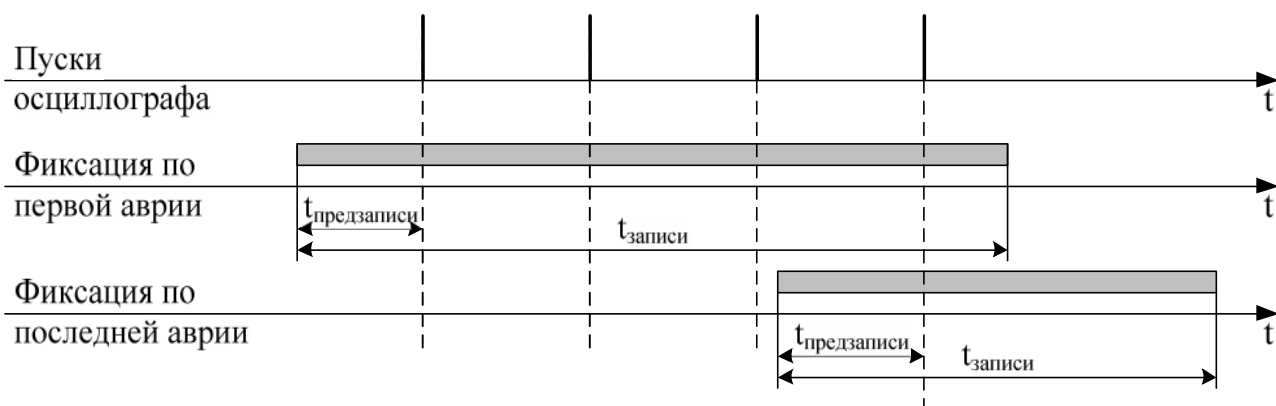 Пуски
осциллографа
t
Фиксация по
первой аврии
t
tпредзаписи
tзаписи
Фиксация по
последней аврии
t
tпредзаписи
tзаписи